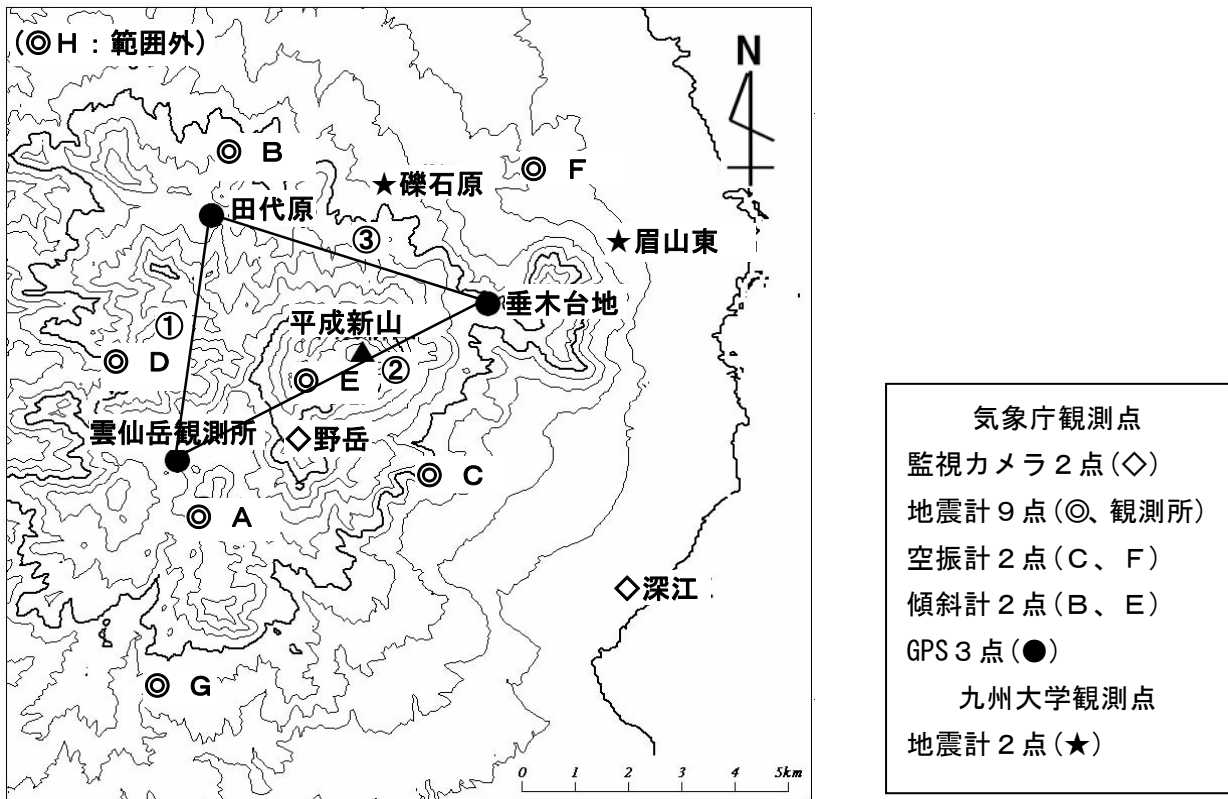 (◎H：範囲外)
N
◎ B
◎ F
★礫石原
●田代原
③
★眉山東
●垂木台地
平成新山
①
▲
②
◎ D
◎ E
雲仙岳観測所
◇野岳
●
◎ C
◎ A
◇深江
◎ G
0 1 2 3 4 5km
気象庁観測点
監視カメラ２点(◇)
地震計９点(◎、観測所)
空振計２点(Ｃ、Ｆ)
傾斜計２点(Ｂ、Ｅ)
GPS３点(●)
九州大学観測点
地震計２点(★)